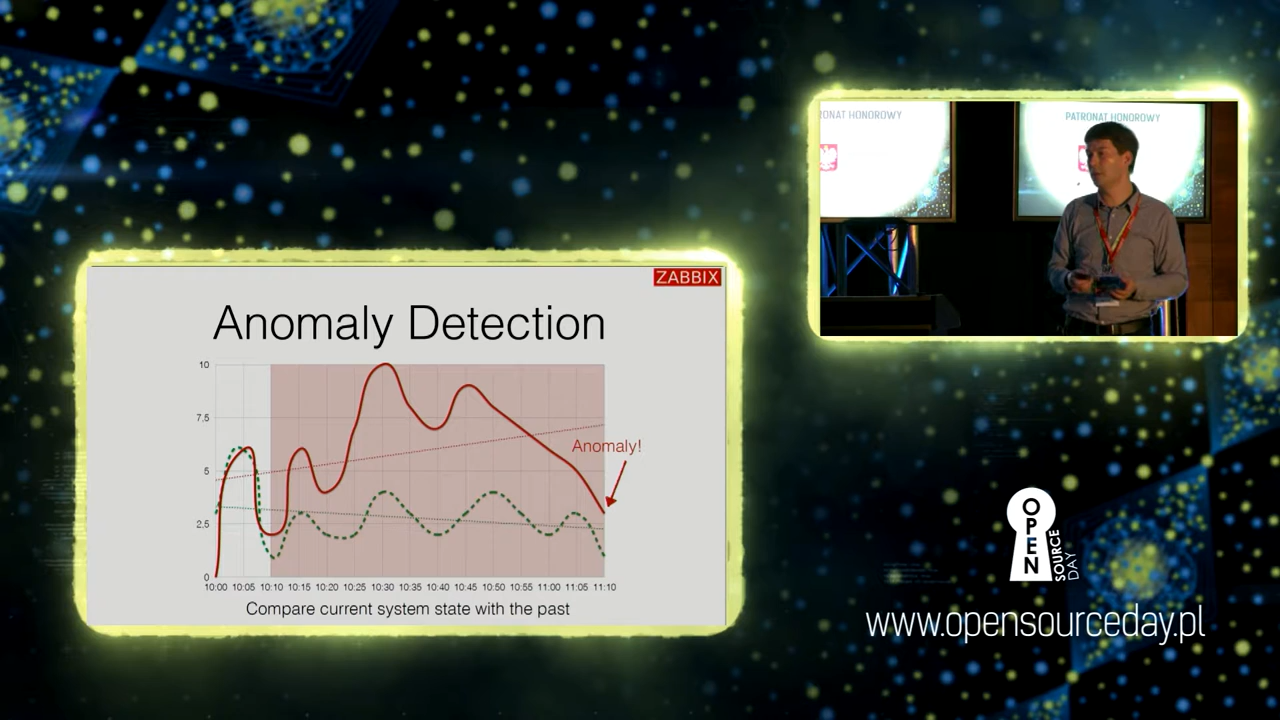 RONAT HONOROWY
PATRONAT HONOROWY
ZABBIX
Anomaly Detection
10
7.5
5
2.5
0
Anomaly!
10:00 10:05 10:10 10:15 10:20 10:25 10:30 10:35 10:40 10:45 10:50 10:55 11:00 11:05 11:10
Compare current system state with the past
OPEN
SOURCE
DAY
www.opensourceday.pl